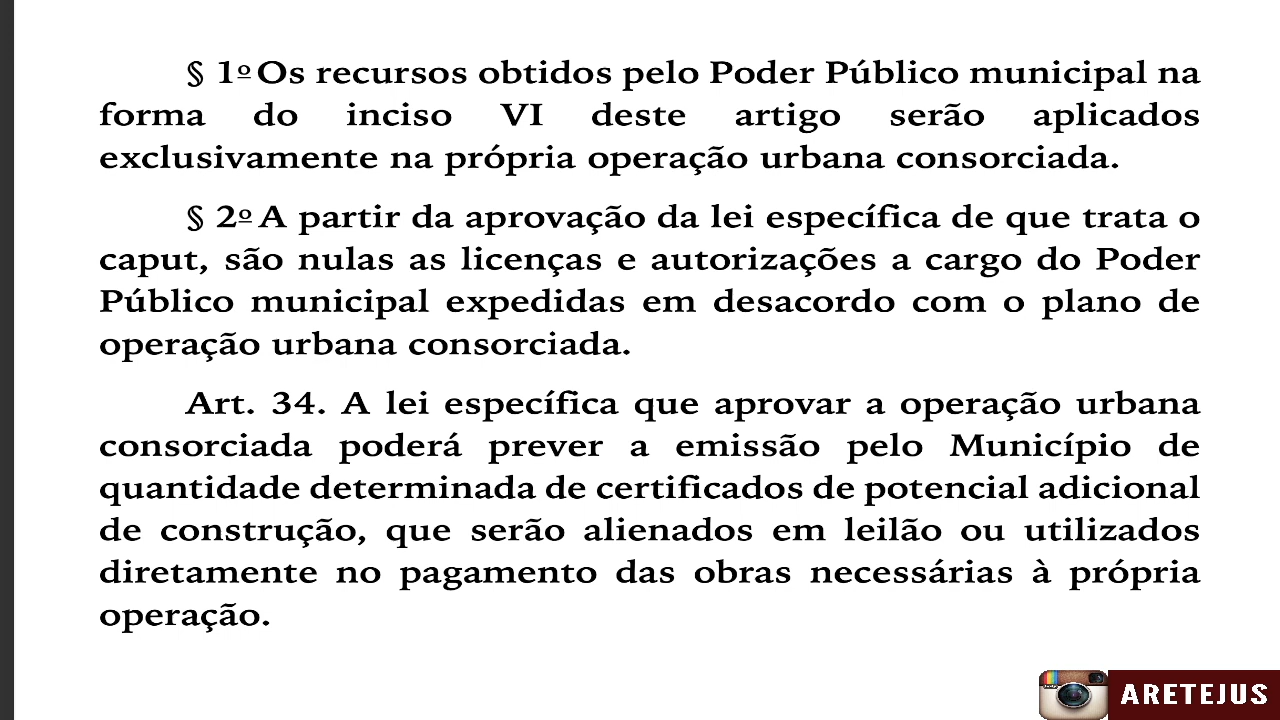 § 1º Os recursos obtidos pelo Poder Público municipal na
forma do inciso VI deste artigo serão aplicados
exclusivamente na própria operação urbana consorciada.
§ 2º A partir da aprovação da lei específica de que trata o
caput, são nulas as licenças e autorizações a cargo do Poder
Público municipal expedidas em desacordo com o plano de
operação urbana consorciada.
Art. 34. A lei específica que aprovar a operação urbana
consorciada poderá prever a emissão pelo Município de
quantidade determinada de certificados de potencial adicional
de construção, que serão alienados em leilão ou utilizados
diretamente no pagamento das obras necessárias à própria
operação.
ARETEJUS